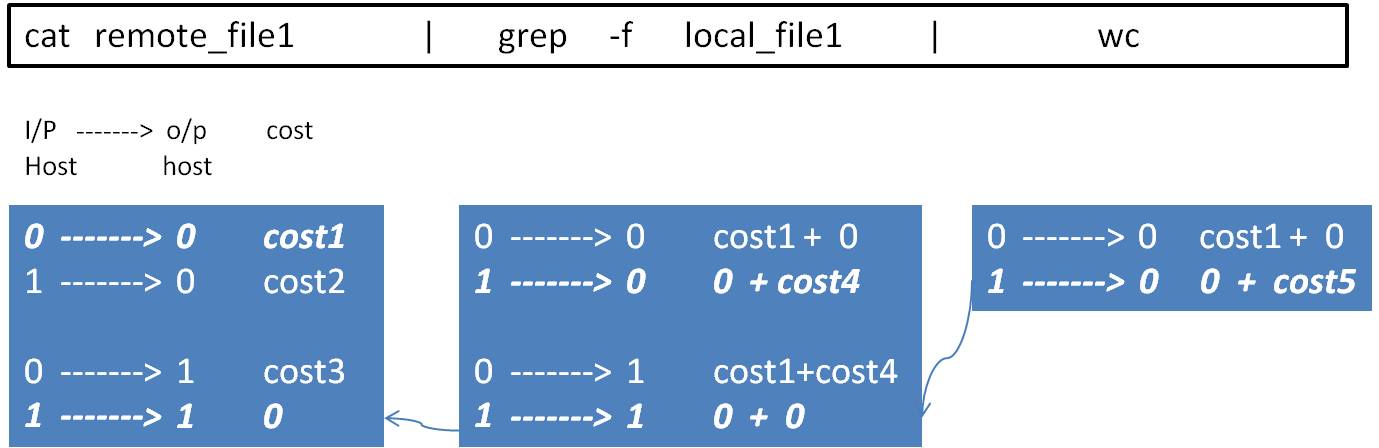 cat remote_file1 | grep -f local_file1 | wc
I/P -------> o/p cost
Host host
0 -------> 0 cost1
1 -------> 0 cost2
0 -------> 1 cost3
1 -------> 1 0
0 -------> 0 cost1 + 0
1 -------> 0 0 + cost4
0 -------> 1 cost1+cost4
1 -------> 1 0 + 0
0 -------> 0 cost1 + 0
1 -------> 0 0 + cost5